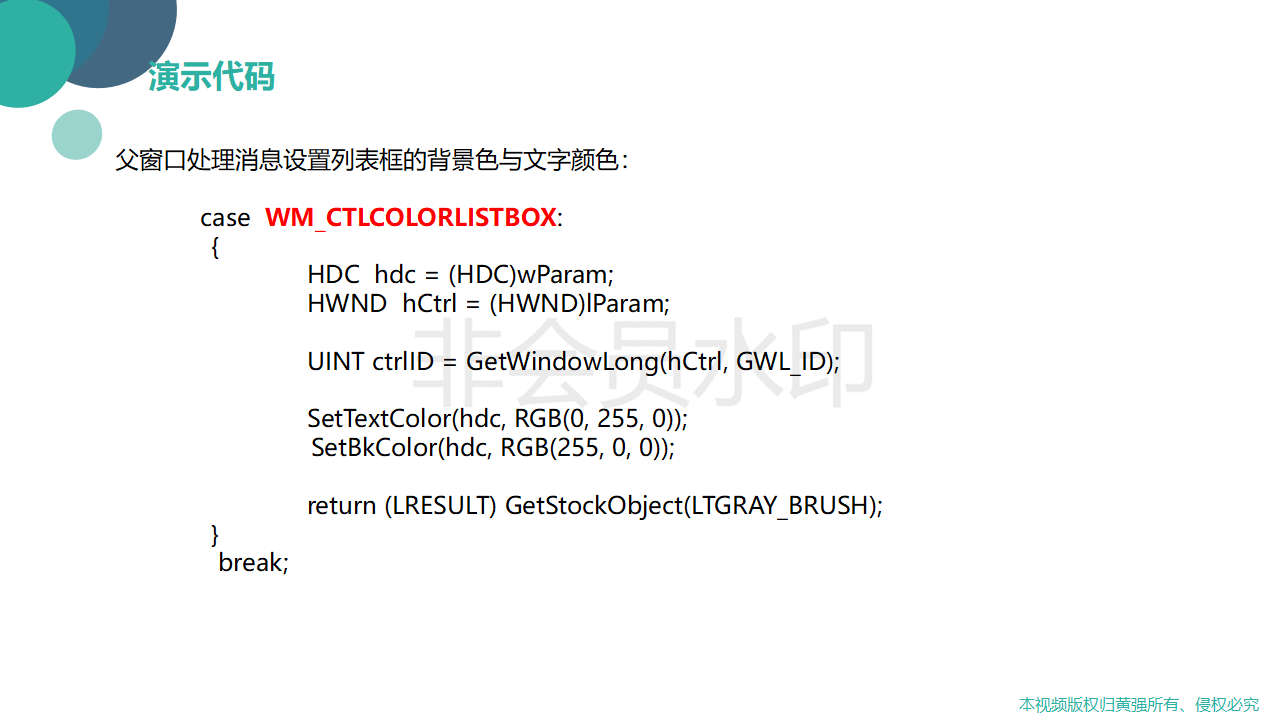 演示代码
父窗口处理消息设置列表框的背景色与文字颜色：
case WM_CTLCOLORLISTBOX:
{
HDC hdc = (HDC)wParam;
HWND hCtrl = (HWND)lParam;
非会员水印
UINT ctrlID = GetWindowLong(hCtrl, GWL_ID);
SetTextColor(hdc, RGB(0, 255, 0));
SetBkColor(hdc, RGB(255, 0, 0));
return (LRESULT) GetStockObject(LTGRAY_BRUSH);
}
break;
本视频版权归黄强所有、侵权必究